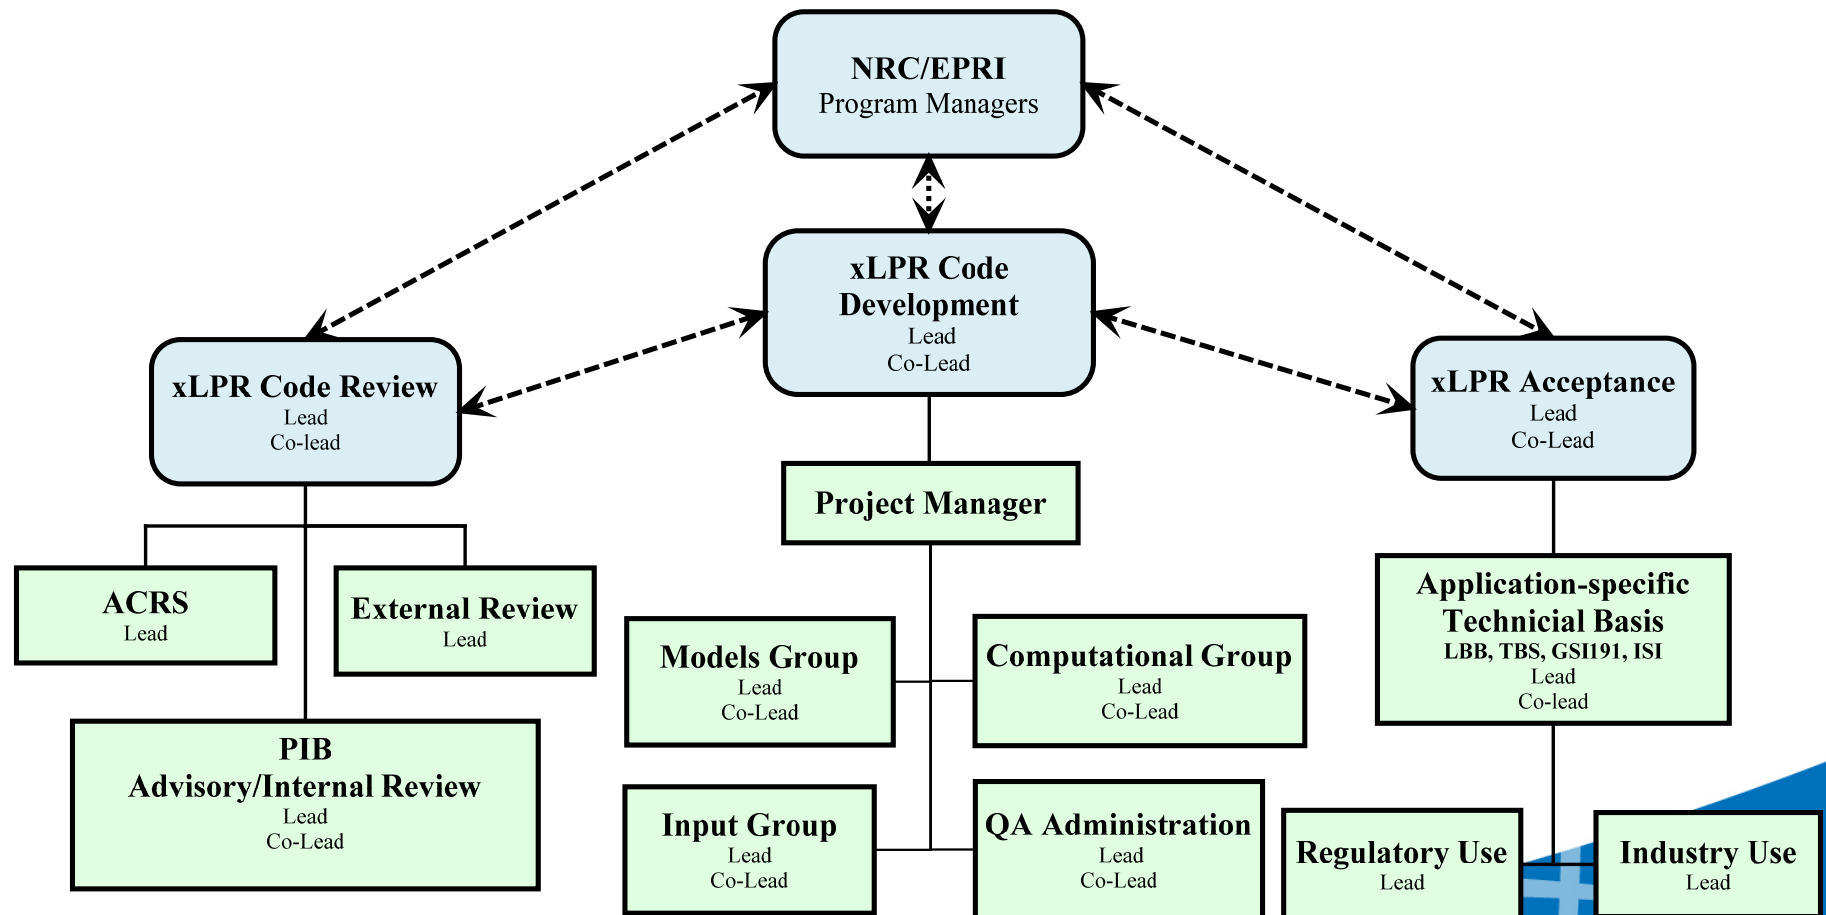 NRC/EPRI
Program Managers
xLPR Code
Development
Lead
Co-Lead
xLPR Code Review
Lead
Co-lead
xLPR Acceptance
Lead
Co-Lead
Project Manager
ACRS
Lead
External Review
Lead
PIB
Advisory/Internal Review
Lead
Co-Lead
Models Group
Lead
Co-Lead
Computational Group
Lead
Co-Lead
Input Group
Lead
Co-Lead
QA Administration
Lead
Co-Lead
Application-specific
Technicial Basis
LBB, TBS, GSI191, ISI
Lead
Co-lead
Regulatory Use
Lead
Industry Use
Lead